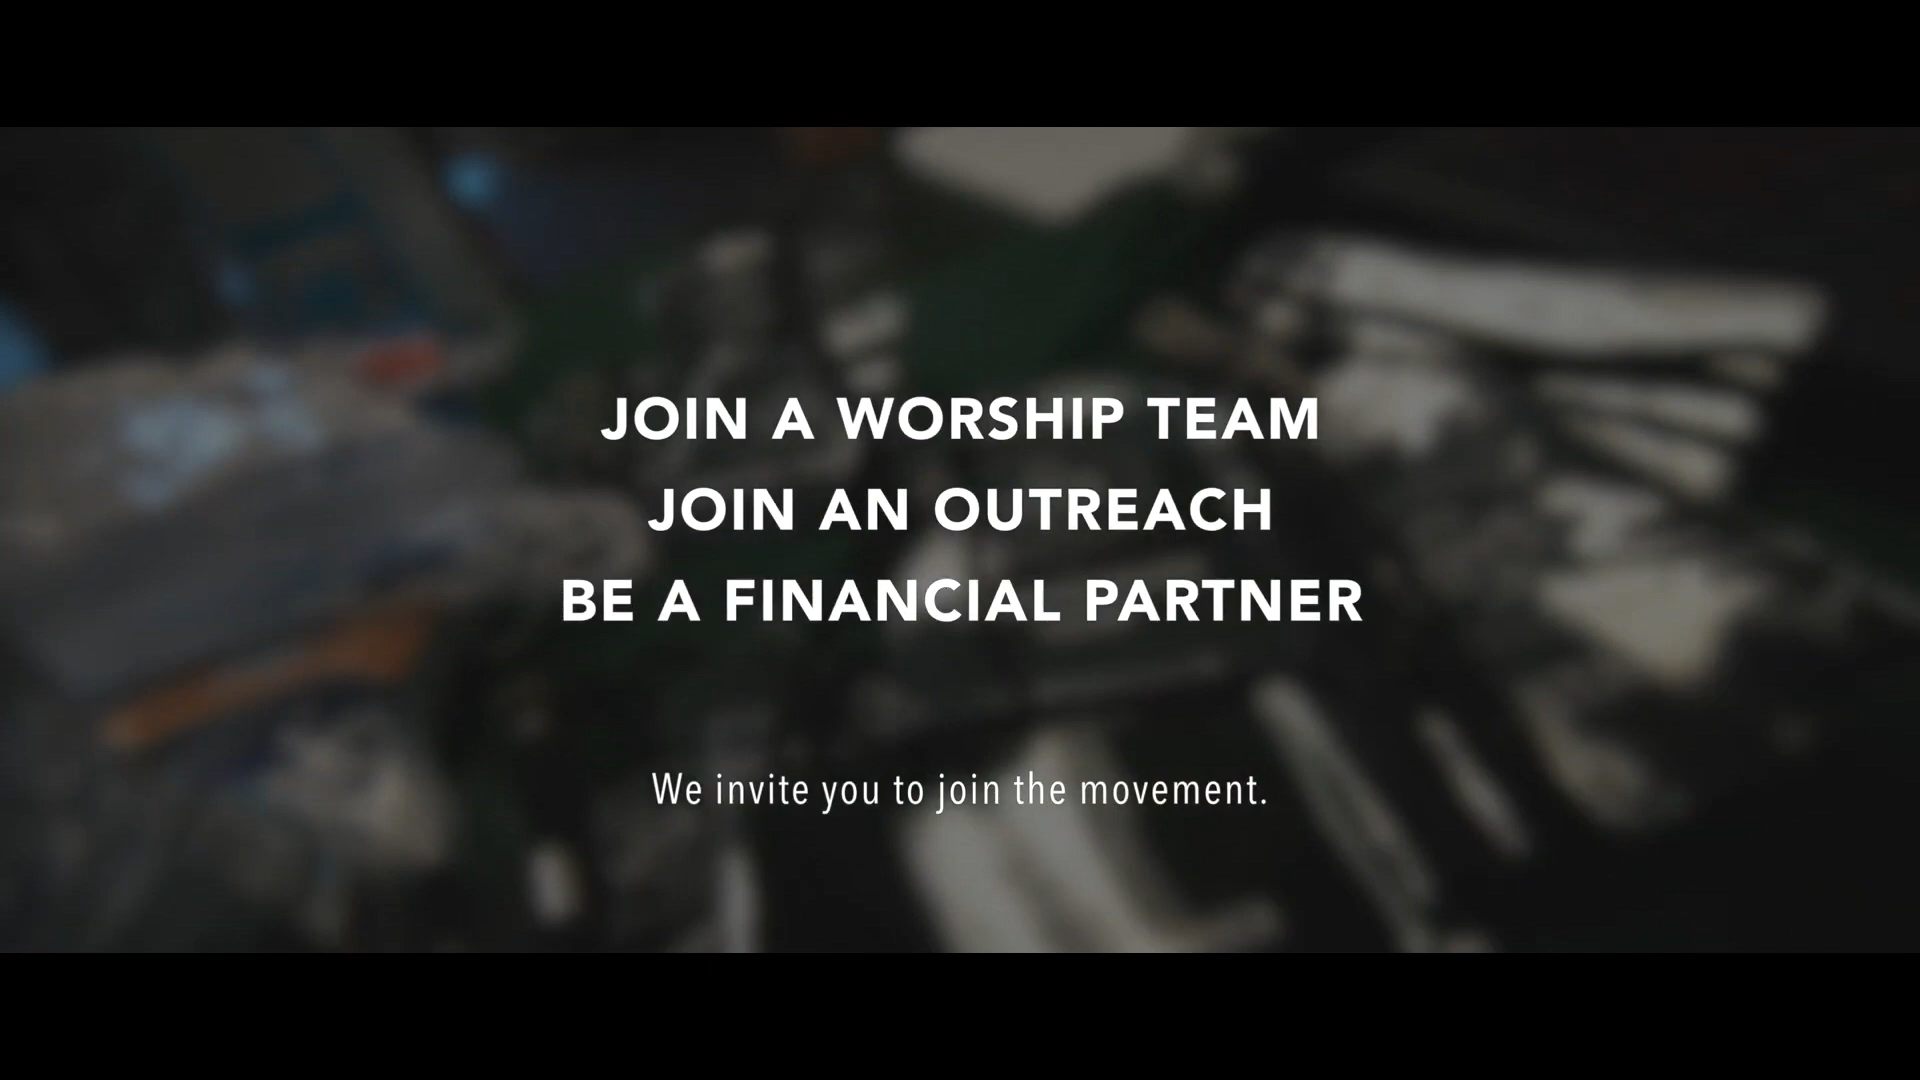 JOIN A WORSHIP TEAM
JOIN AN OUTREACH
BE A FINANCIAL PARTNER
We invite you to join the movement.